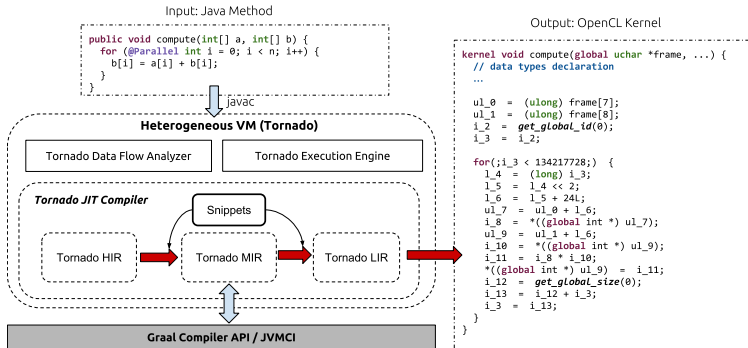 Input: Java Method
public void compute(int[] a, int[] b) {
for (@Parallel int i = 0; i < n; i++) {
b[i] = a[i] + b[i];
}
}
javac
Heterogeneous VM (Tornado)
Tornado Data Flow Analyzer
Tornado Execution Engine
Tornado JIT Compiler
Snippets
Tornado HIR
Tornado MIR
Tornado LIR
Graal Compiler API / JVMCI
Output: OpenCL Kernel
kernel void compute(global uchar *frame, ...) {
// data types declaration
…
ul_0 = (ulong) frame[7];
ul_1 = (ulong) frame[8];
i_2 = get_global_id(0);
i_3 = i_2;
for(;i_3 < 134217728;) {
l_4 = (long) i_3;
l_5 = l_4 << 2;
l_6 = l_5 + 24L;
ul_7 = ul_0 + l_6;
i_8 = *((global int *) ul_7);
ul_9 = ul_1 + l_6;
i_10 = *((global int *) ul_9);
i_11 = i_8 * i_10;
*((global int *) ul_9) = i_11;
i_12 = get_global_size(0);
i_13 = i_12 + i_3;
i_3 = i_13;
}
}